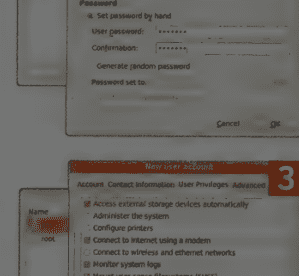 Password
Set password by hand
User password: •••••••
Confirmation: •••••••
Generate random password
Password set to:
Cancel OK
3
New user account
Account Contact Information User Privileges Advanced
Name
root
Access external storage devices automatically
Administer the system
Configure printers
Connect to Internet using a modem
Connect to wireless and ethernet networks
Monitor system logs